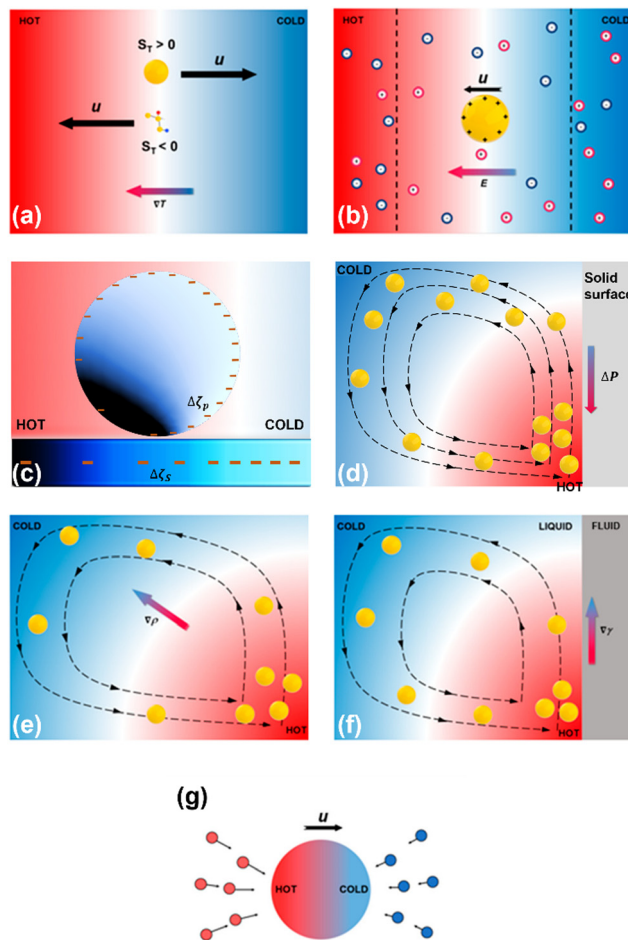 HOT
COLD
S_T > 0
u
u
S_T < 0
∇T
(a)
HOT
COLD
u
E
(b)
Δζ_p
HOT
COLD
Δζ_S
(c)
COLD
Solid
surface
ΔP
(d)
HOT
COLD
∇ρ
(e)
HOT
COLD
LIQUID
FLUID
∇γ
(f)
HOT
(g)
u
HOT
COLD